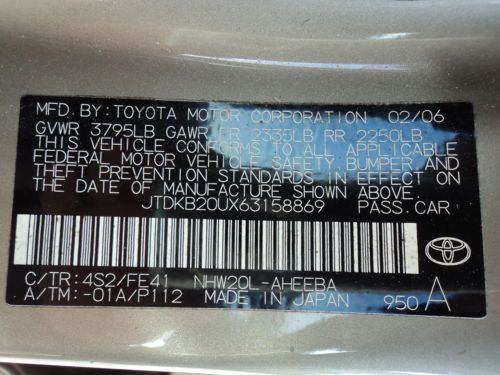 MFD. BY: TOYOTA MOTOR CORPORATION 02/06
GVWR 3795LB GAWR FR 2335LB RR 2250LB
THIS VEHICLE CONFORMS TO ALL APPLICABLE
FEDERAL MOTOR VEHICLE SAFETY, BUMPER, AND
THEFT PREVENTION STANDARDS IN EFFECT ON
THE DATE OF MANUFACTURE SHOWN ABOVE.
JTDKB20UX63158869 PASS.CAR
C/TR: 4S2/FE41 NHW20L-AHEEBA
A/TM: -01A/P112 MADE IN JAPAN 950 A